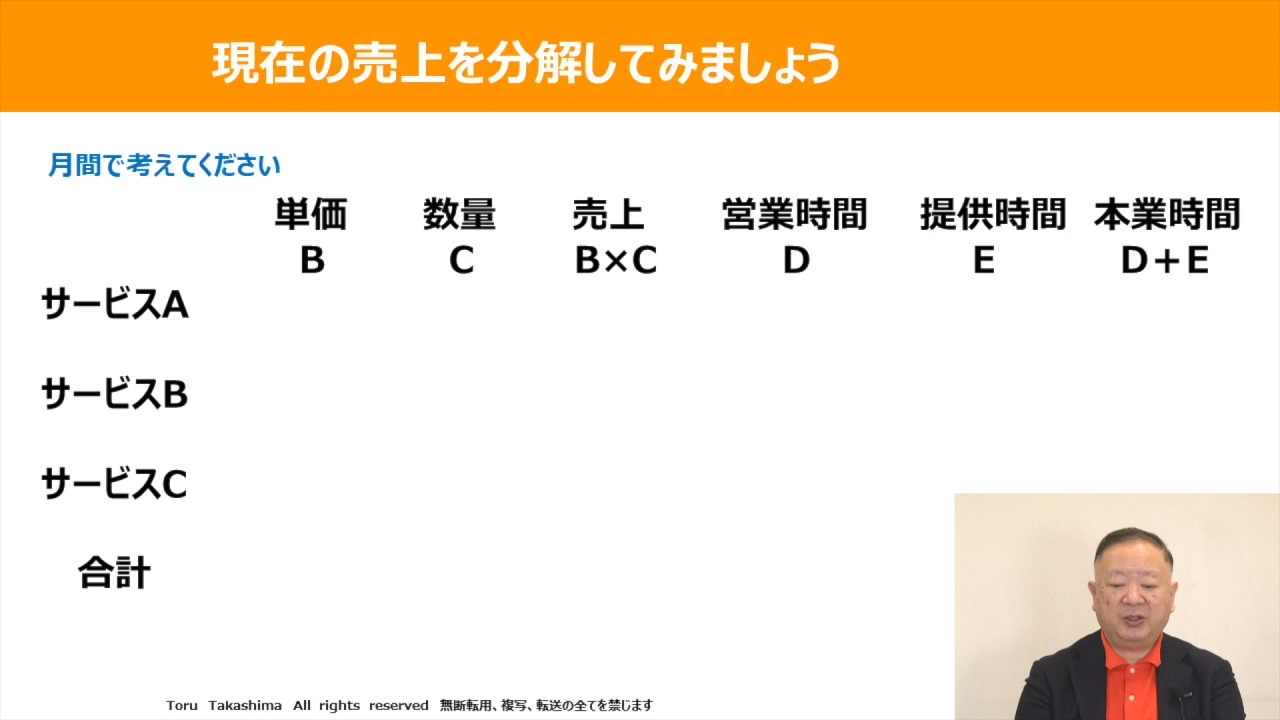 現在の売上を分解してみましょう
月間で考えてください
単価 数量 売上 営業時間 提供時間 本業時間
B C B×C D E D+E
サービスA
サービスB
サービスC
合計
Toru Takashima All rights reserved 無断転用、複写、転送の全てを禁じます